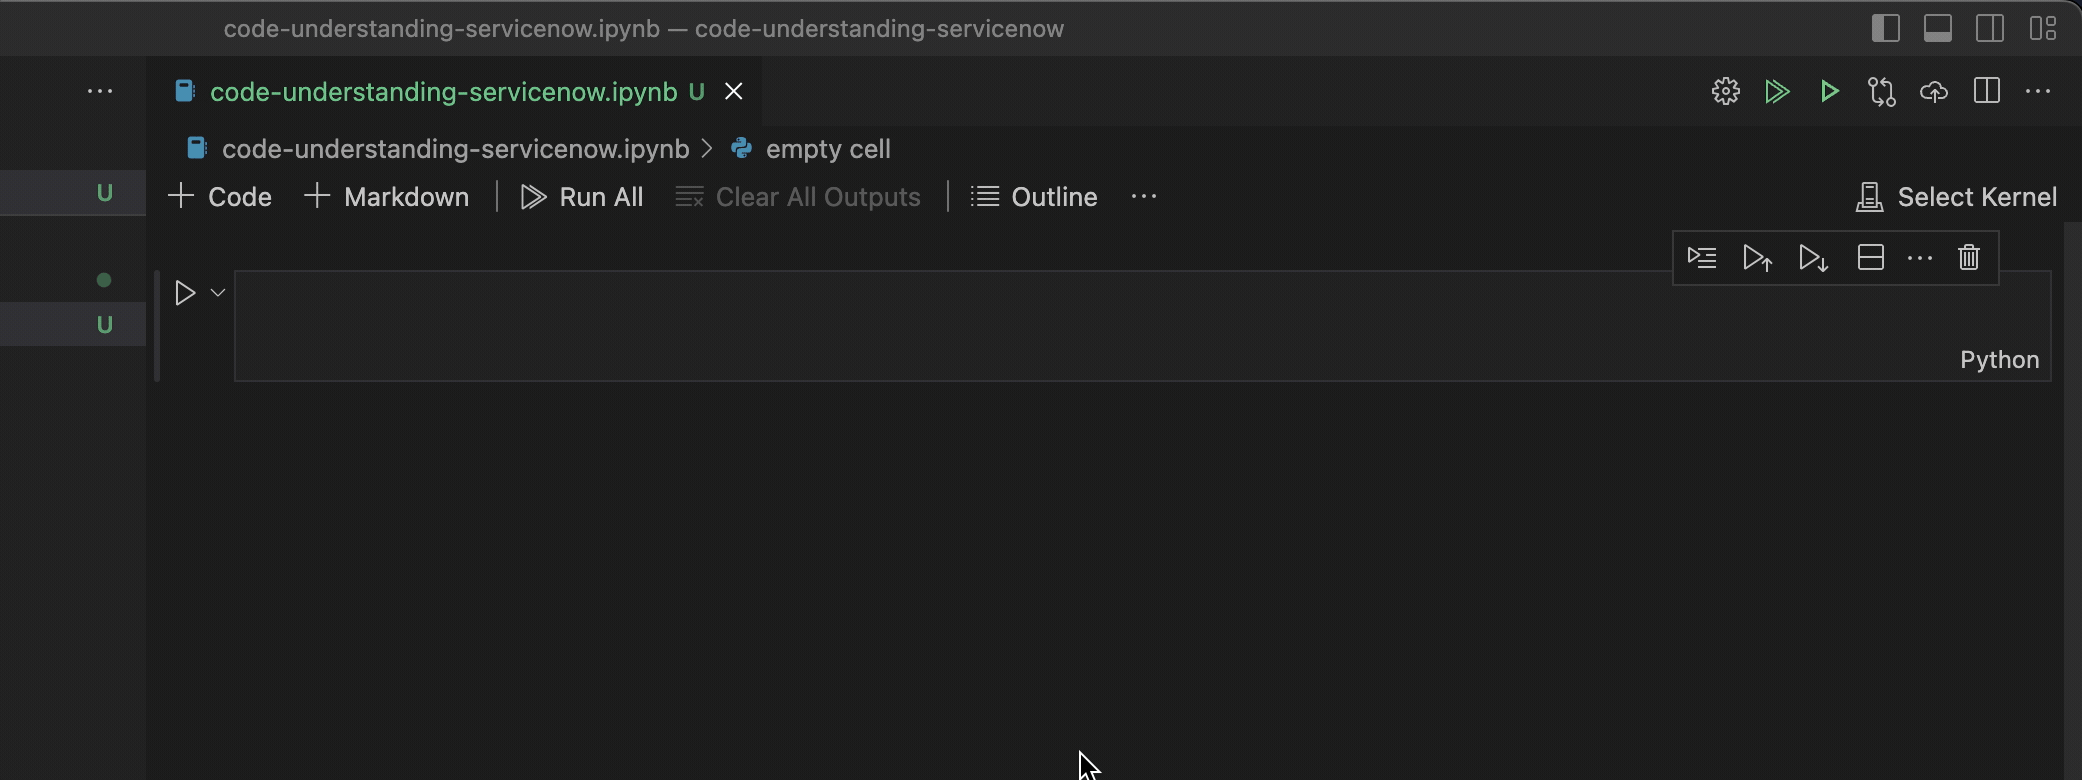 code-understanding-servicenow.ipynb — code-understanding-servicenow
code-understanding-servicenow.ipynb U
code-understanding-servicenow.ipynb > empty cell
U
Code Markdown Run All Clear All Outputs Outline Select Kernel
U
Python